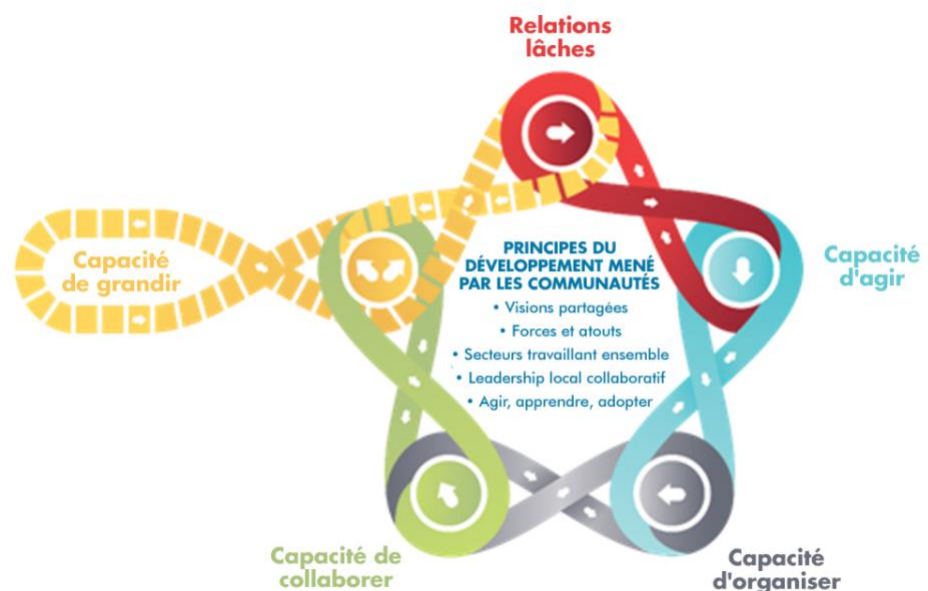 Relations
lâches
PRINCIPES DU
DÉVELOPPEMENT MENÉ
PAR LES COMMUNAUTÉS
• Visions partagées
• Forces et atouts
• Secteurs travaillant ensemble
• Leadership local collaboratif
• Agir, apprendre, adopter
Capacité
de grandir
Capacité
d'agir
Capacité de
collaborer
Capacité
d'organiser